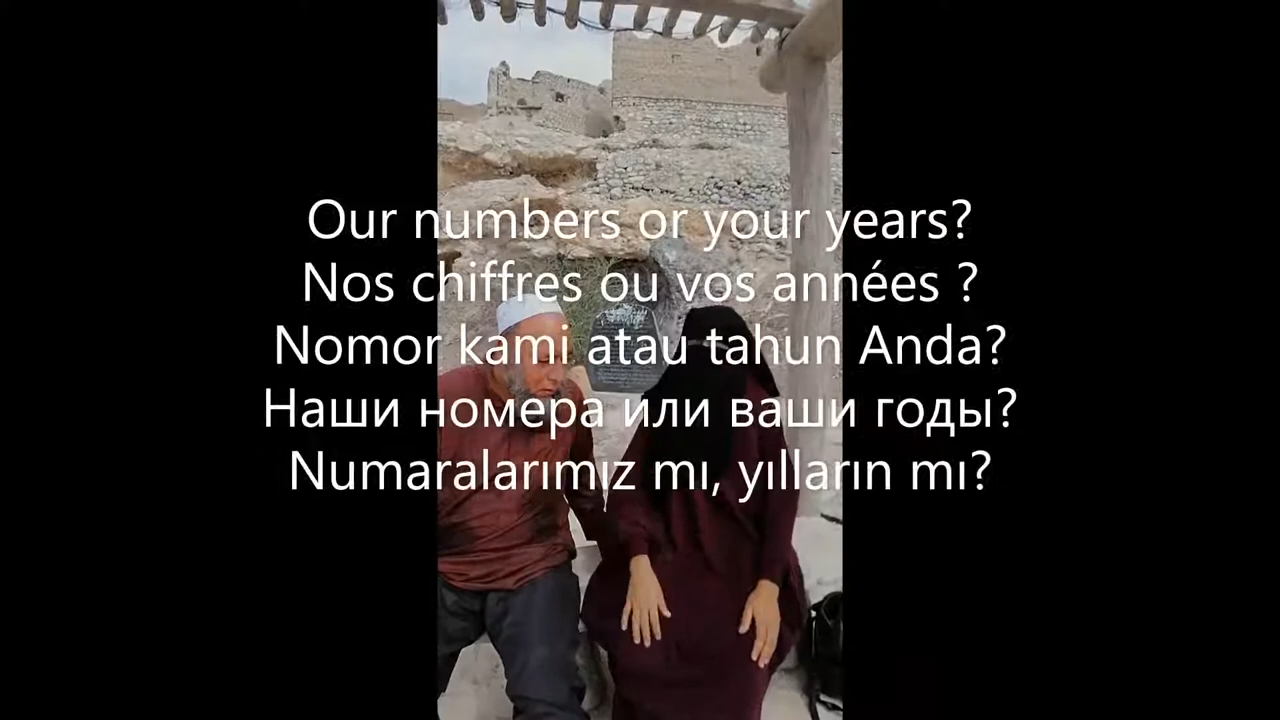 Our numbers or your years?
Nos chiffres ou vos années ?
Nomor kami atau tahun Anda?
Наши номера или ваши годы?
Numaralarımız mı, yılların mı?